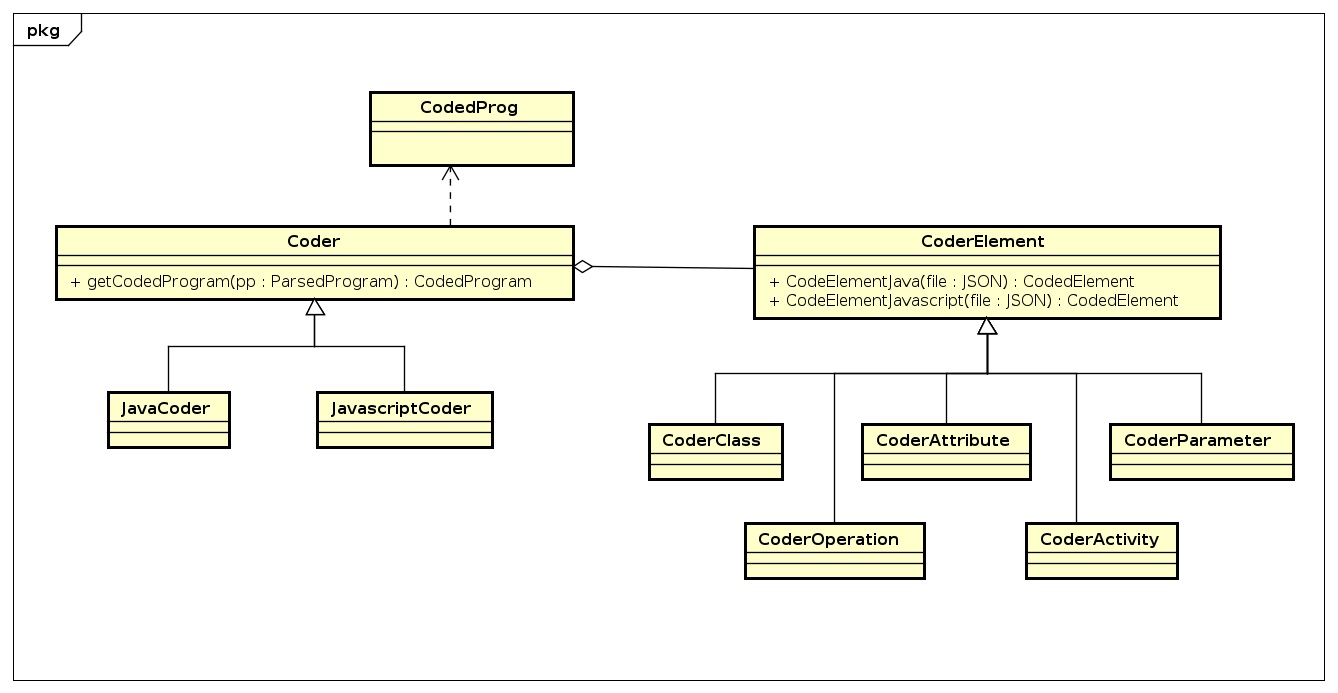 pkg
CodedProg
Coder
+ getCodedProgram(pp : ParsedProgram) : CodedProgram
CoderElement
+ CodeElementJava(file : JSON) : CodedElement
+ CodeElementJavascript(file : JSON) : CodedElement
JavaCoder
JavascriptCoder
CoderClass
CoderAttribute
CoderParameter
CoderOperation
CoderActivity